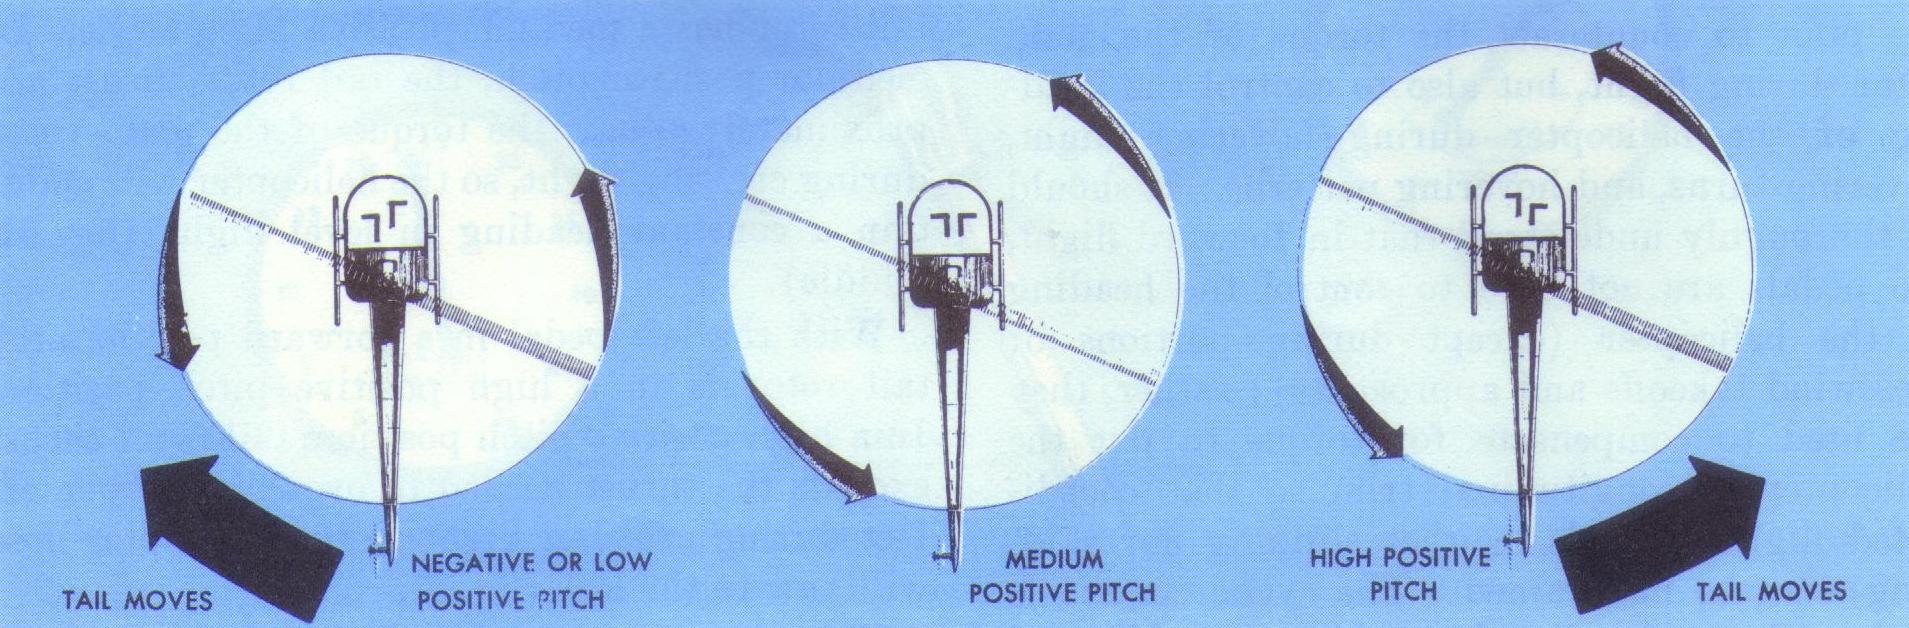 TAIL MOVES
NEGATIVE OR LOW
POSITIVE PITCH
MEDIUM
POSITIVE PITCH
HIGH POSITIVE
PITCH
TAIL MOVES